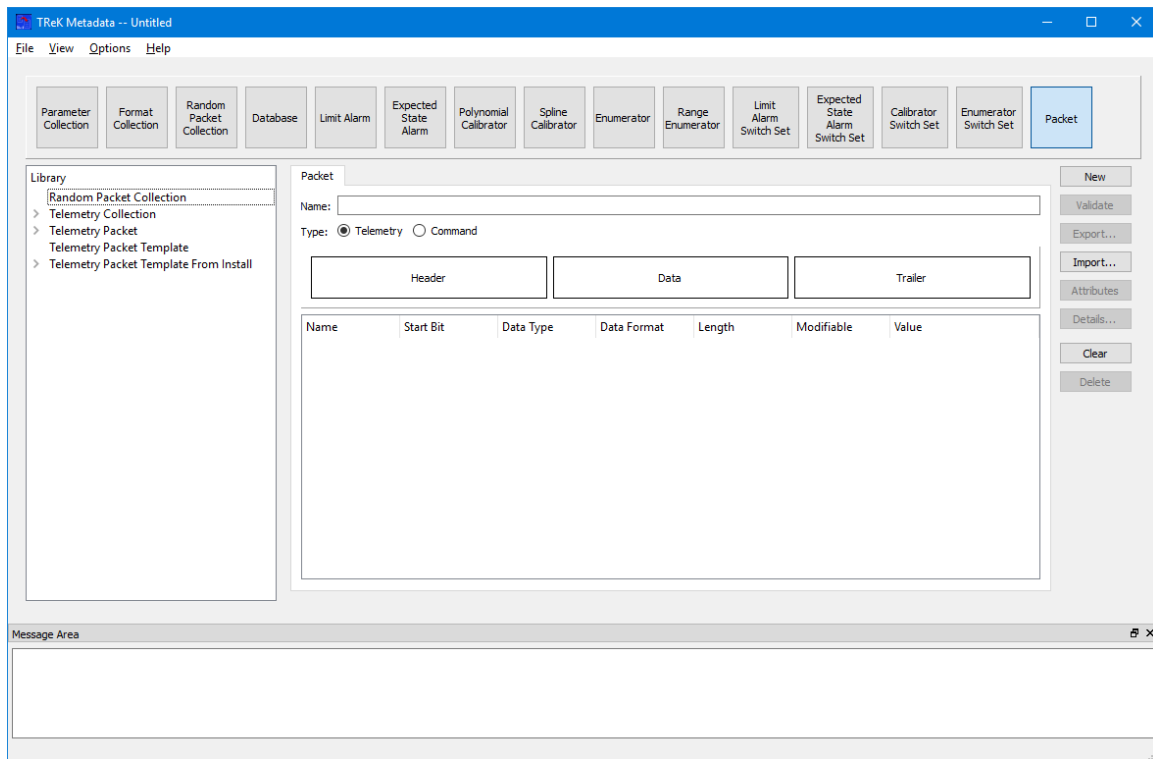 TReK Metadata -- Untitled
File View Options Help
Parameter Collection
Format Collection
Random Packet Collection
Database
Limit Alarm
Expected State Alarm
Polynomial Calibrator
Spline Calibrator
Enumerator
Range Enumerator
Limit Alarm Switch Set
Expected State Alarm Switch Set
Calibrator Switch Set
Enumerator Switch Set
Packet
Library
Random Packet Collection
Telemetry Collection
Telemetry Packet
Telemetry Packet Template
Telemetry Packet Template From Install
Packet
Name:
Type: Telemetry Command
Header Data Trailer
Name Start Bit Data Type Data Format Length Modifiable Value
New
Validate
Export...
Import...
Attributes
Details...
Clear
Delete
Message Area